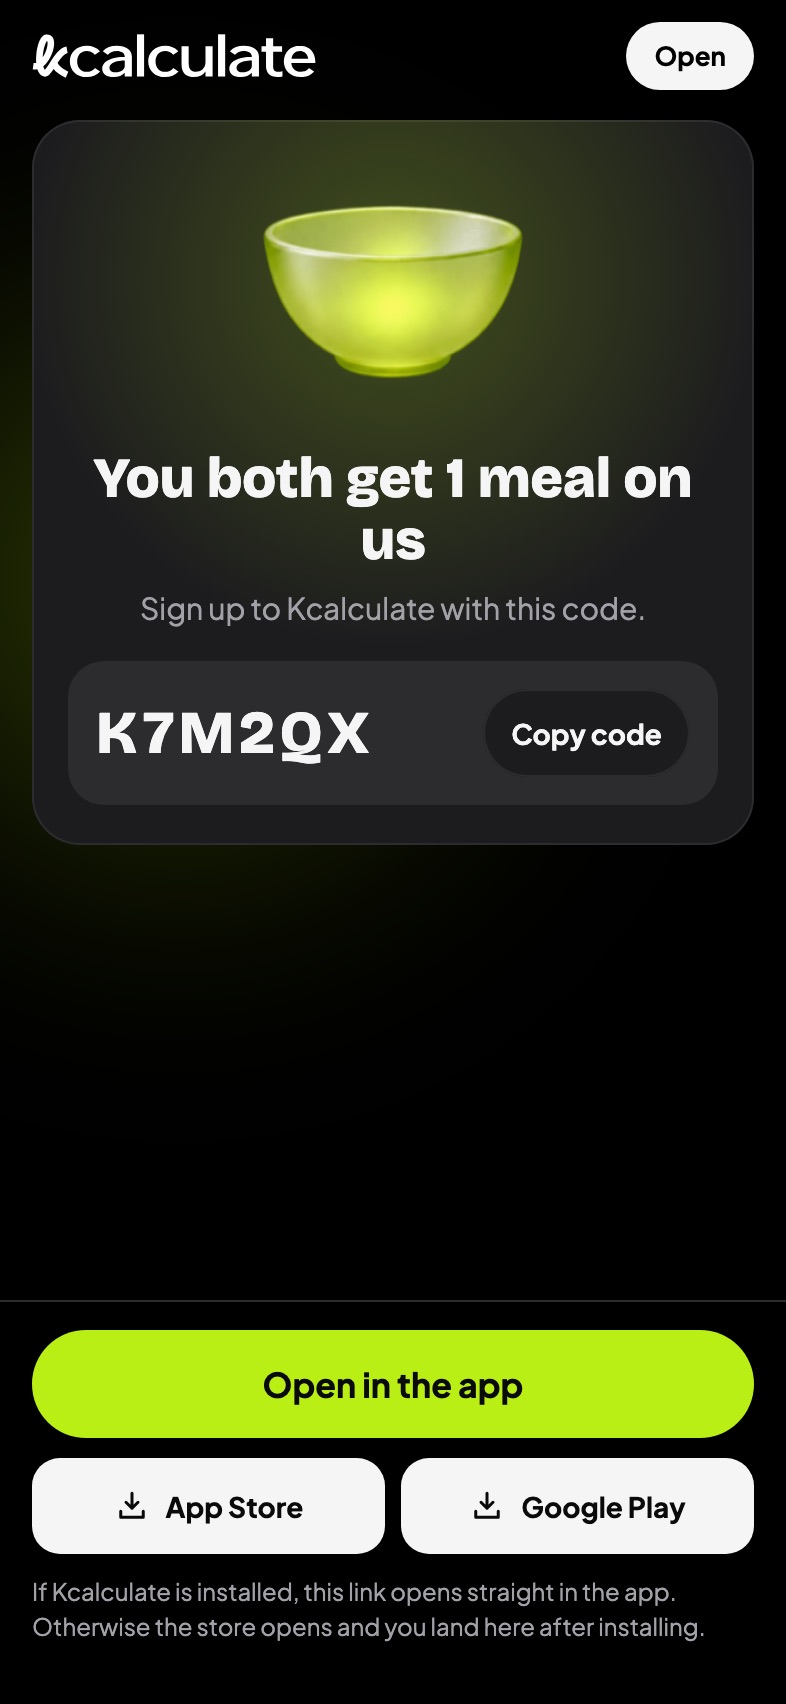 kcalculate
Open
You both get 1 meal on
us
Sign up to Kcalculate with this code.
K7M2QX
Copy code
Open in the app
App Store
Google Play
If Kcalculate is installed, this link opens straight in the app.
Otherwise the store opens and you land here after installing.